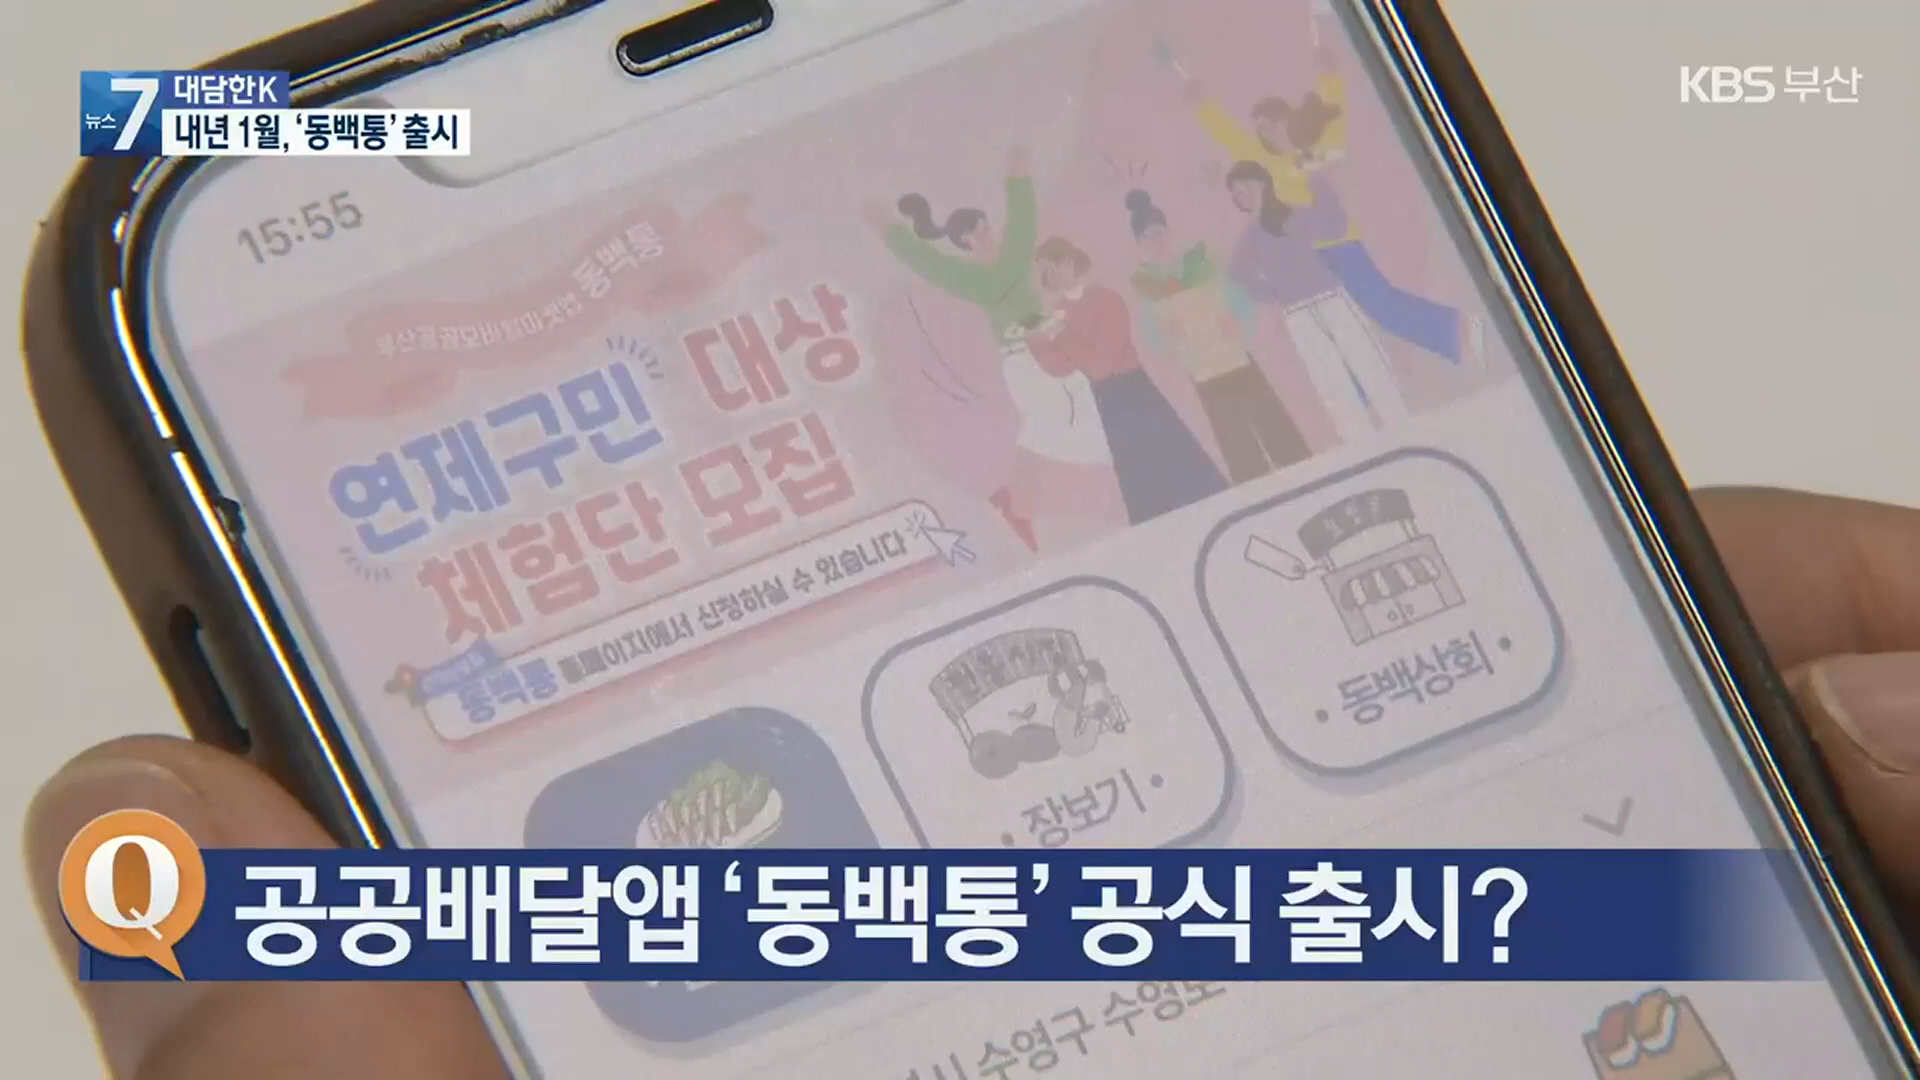 대담한K
KBS 부산
뉴스7
내년 1월, ‘동백통’ 출시
15:55
동백통
연제구민 대상
체험단 모집
동백통 홈페이지에서 신청하실 수 있습니다
동백상회
장보기
공공배달앱 ‘동백통’ 공식 출시?
Q
수영구 수영로